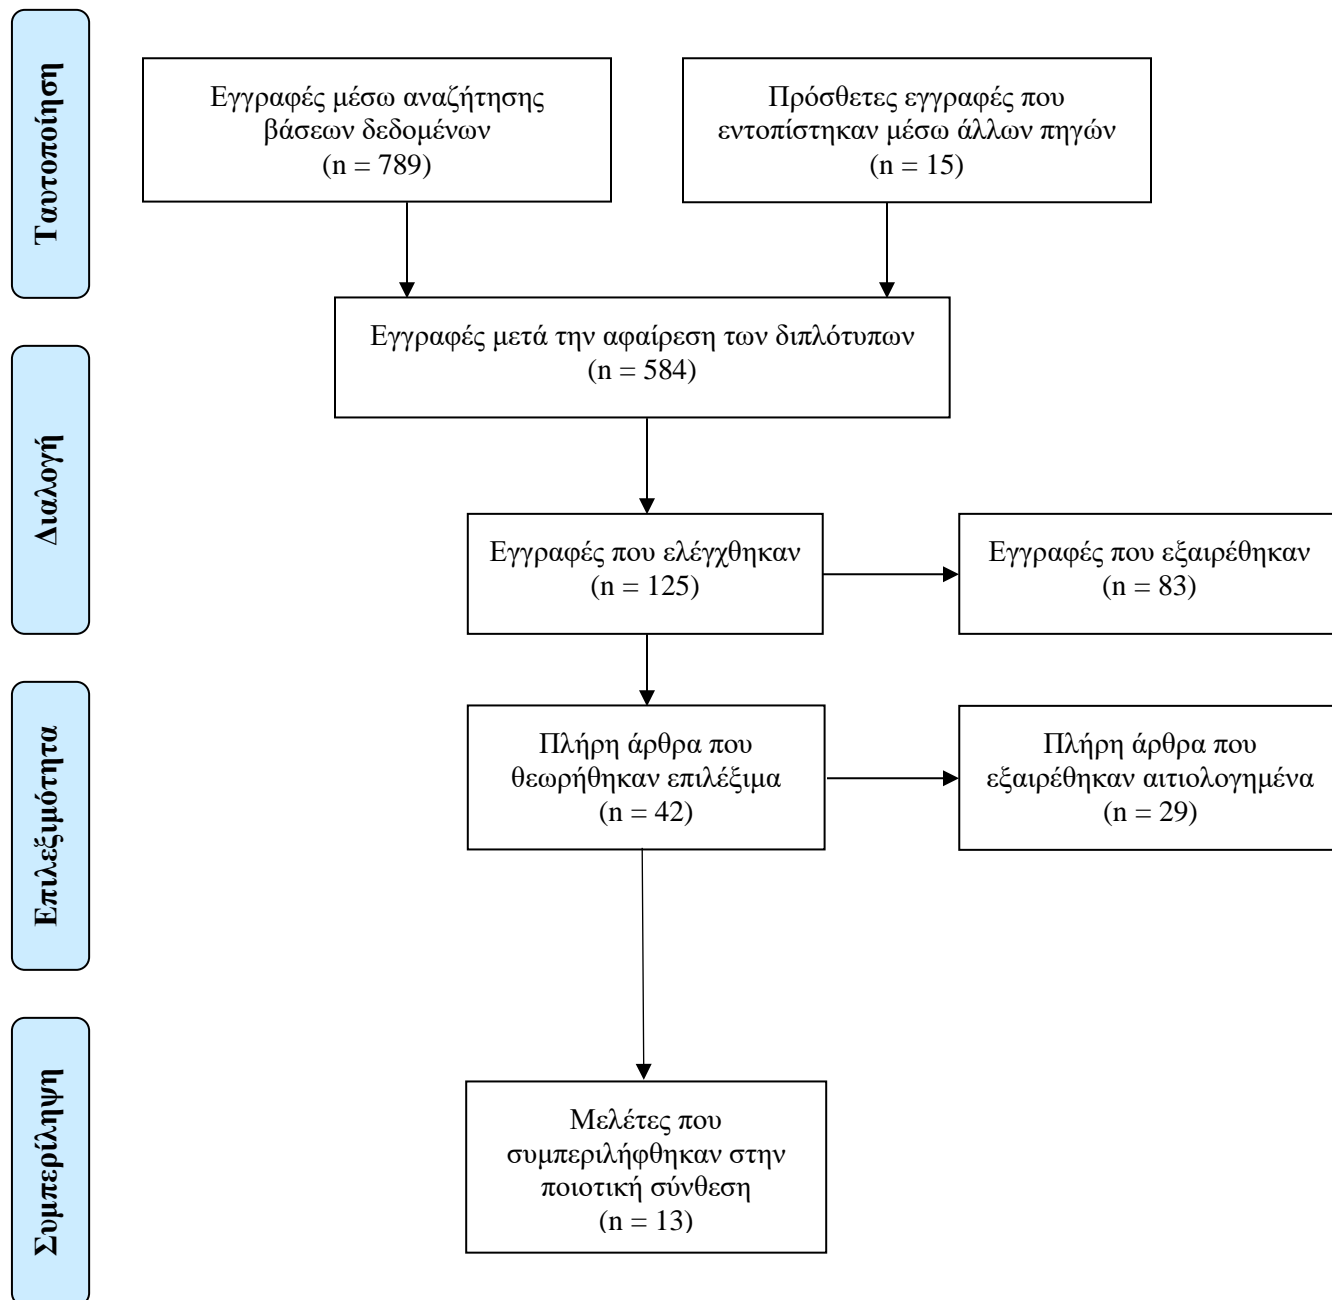 Ταυτοποίηση
Εγγραφές μέσω αναζήτησης
βάσεων δεδομένων
(n = 789)
Πρόσθετες εγγραφές που
εντοπίστηκαν μέσω άλλων πηγών
(n = 15)
Εγγραφές μετά την αφαίρεση των διπλότυπων
(n = 584)
Διαλογή
Εγγραφές που ελέγχθηκαν
(n = 125)
Εγγραφές που εξαιρέθηκαν
(n = 83)
Επιλεξιμότητα
Πλήρη άρθρα που
θεωρήθηκαν επιλέξιμα
(n = 42)
Πλήρη άρθρα που
εξαιρέθηκαν αιτιολογημένα
(n = 29)
Συμπερίληψη
Μελέτες που
συμπεριλήφθηκαν στην
ποιοτική σύνθεση
(n = 13)